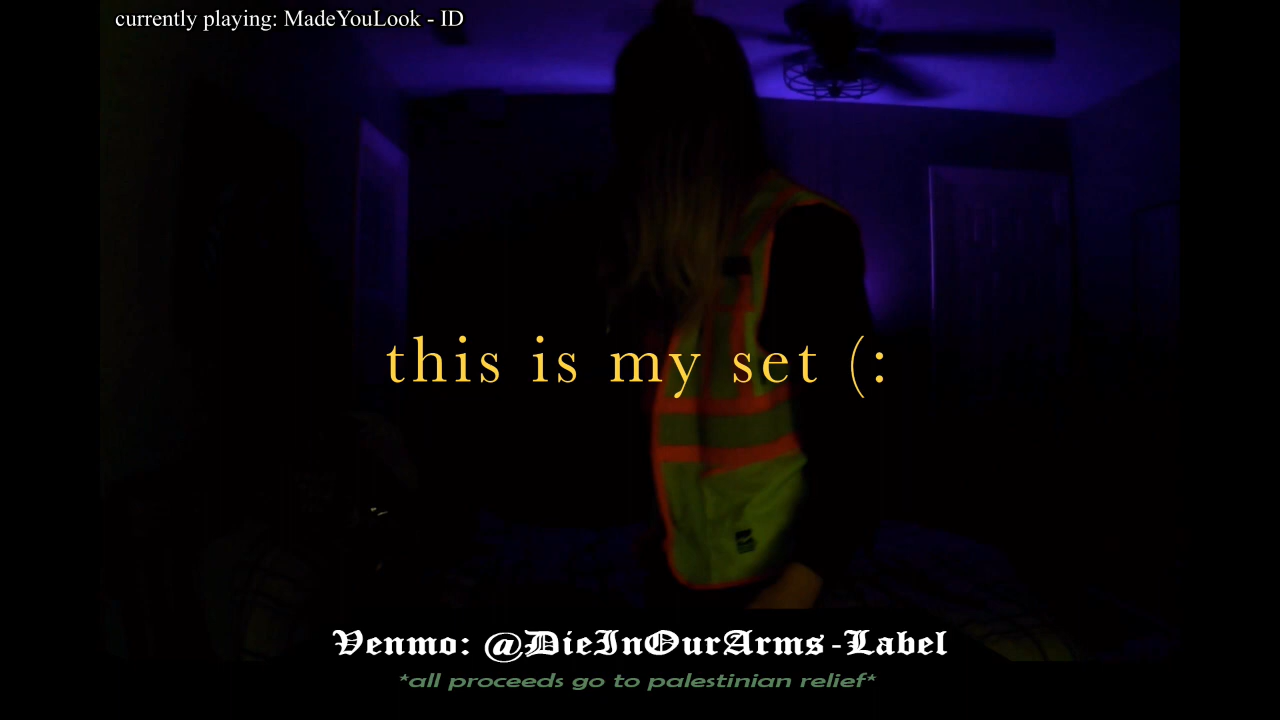 currently playing: MadeYouLook - ID
this is my set (:
Venmo: @DieInOurArms-Label
*all proceeds go to palestinian relief*